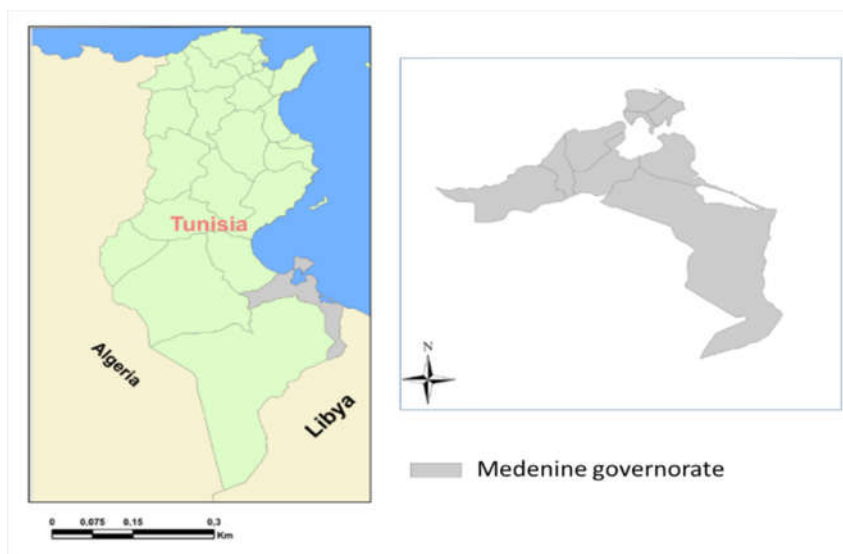 Tunisia
Algeria
Libya
0 0,075 0,15 0,3
Km
N
Medenine governorate